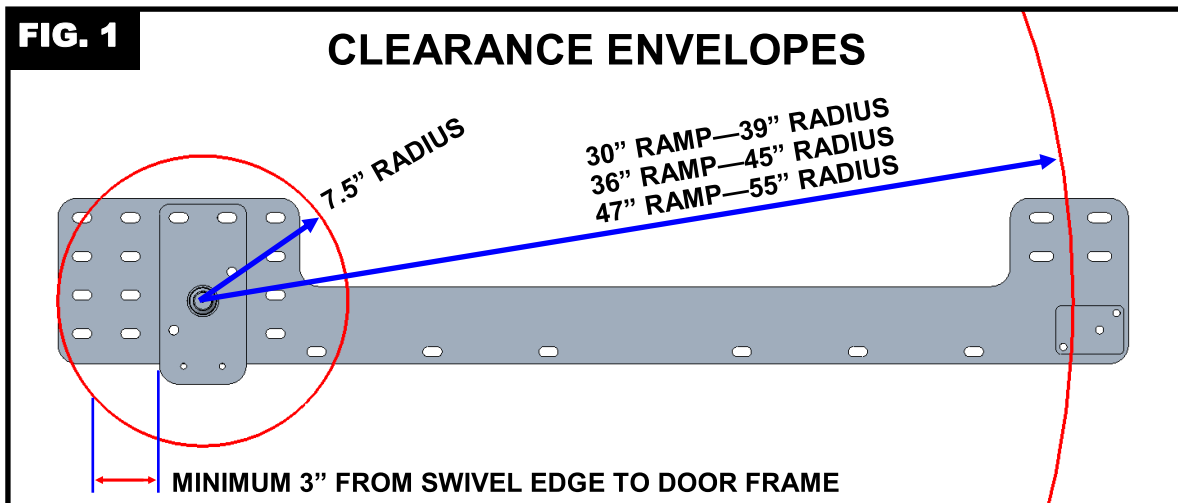 FIG. 1
CLEARANCE ENVELOPES
7.5” RADIUS
30” RAMP—39” RADIUS
36” RAMP—45” RADIUS
47” RAMP—55” RADIUS
MINIMUM 3” FROM SWIVEL EDGE TO DOOR FRAME